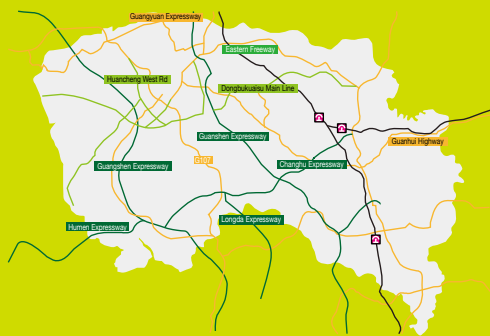 Guangyuan Expressway
Eastern Freeway
Huancheng West Rd
Dongbukuaisu Main Line
Guanshen Expressway
Guanhui Highway
G107
Guangshen Expressway
Changhu Expressway
Longda Expressway
Humen Expressway